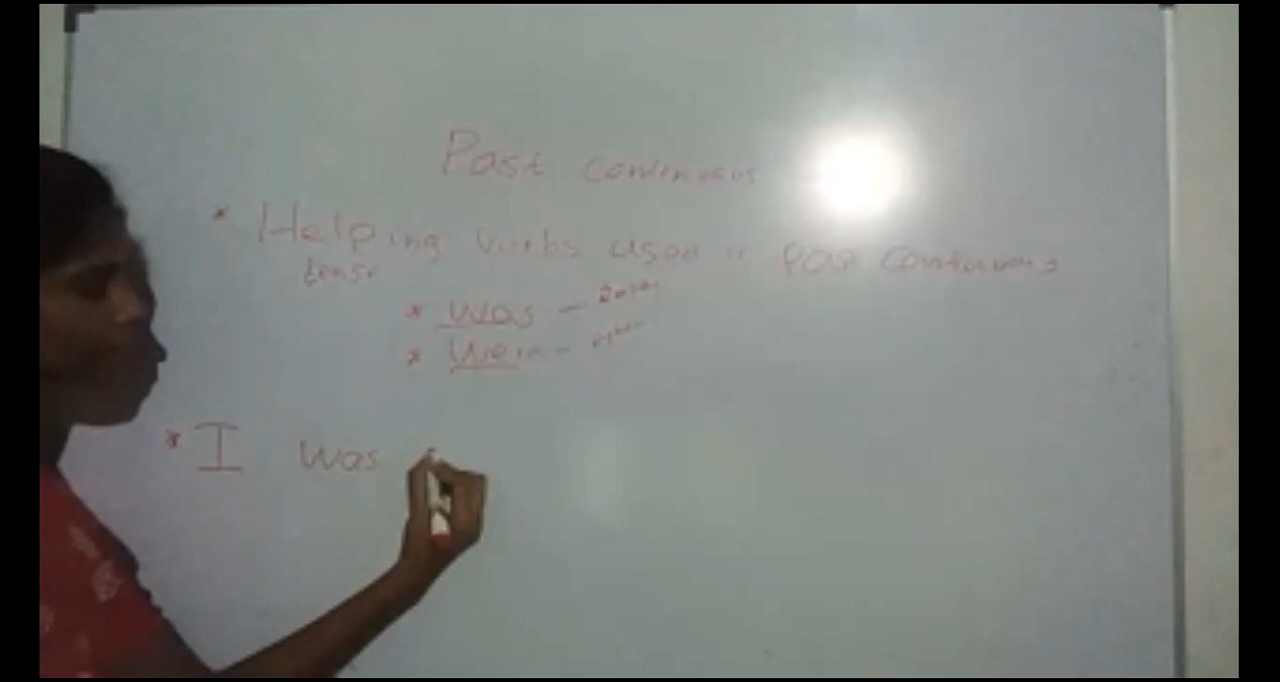 Past continuous
* Helping verbs used in Past continuous
tense
* Was -
* Were -
* I was